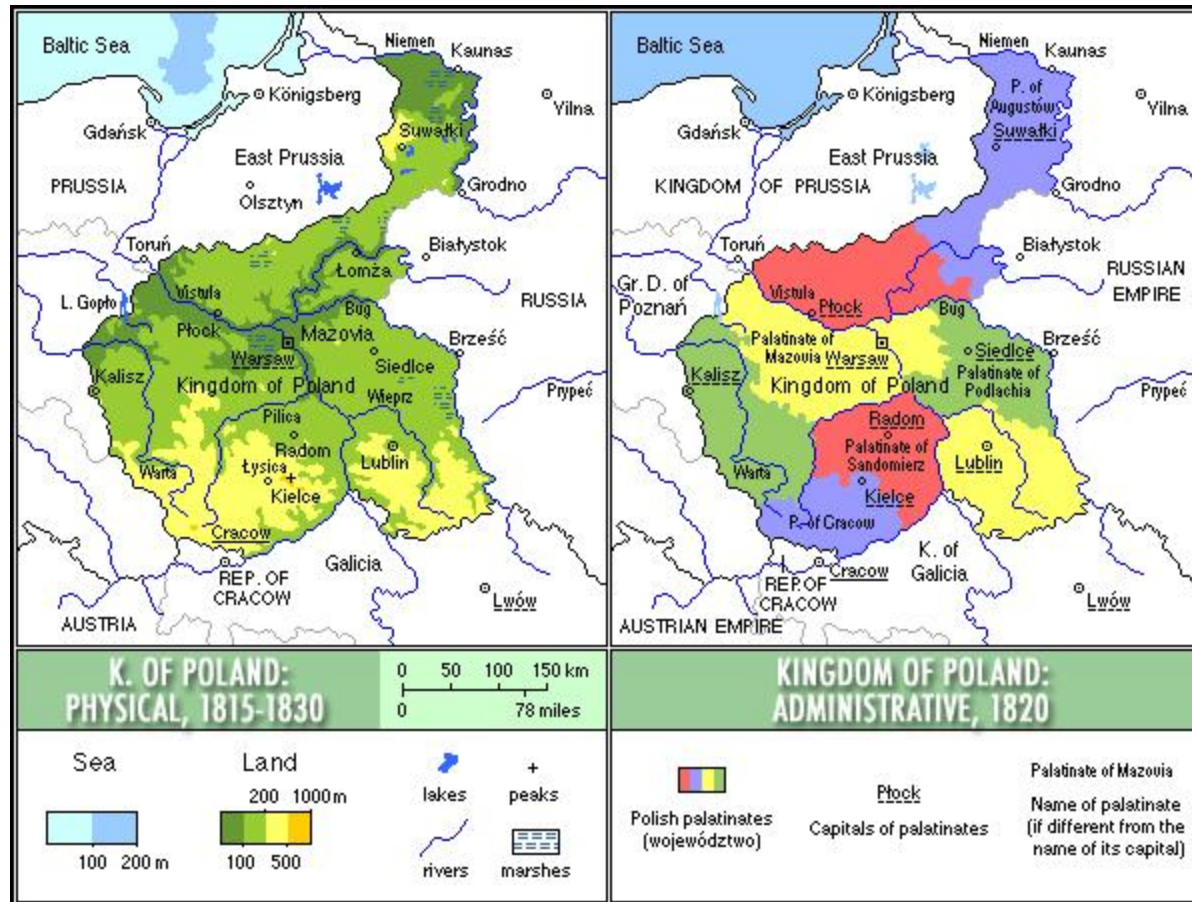 Baltic Sea
Niemen
Kaunas
Königsberg
Vilna
Gdańsk
Suwałki
East Prussia
PRUSSIA
Olsztyn
Grodno
Toruń
Białystok
Łomża
L. Gopło
Vistula
RUSSIA
Płock
Bug
Mazovia
Warsaw
Brześć
Siedlce
Kalisz
Kingdom of Poland
Wieprz
Prypeć
Pilica
Radom
Łysica
Lublin
Warta
Kielce
Cracow
Galicia
REP. OF
CRACOW
Lwów
AUSTRIA
Baltic Sea
Niemen
Kaunas
P. of
Augustów
Königsberg
Vilna
Gdańsk
Suwałki
East Prussia
KINGDOM OF PRUSSIA
Grodno
Toruń
Białystok
Gr. D. of
Poznań
RUSSIAN
EMPIRE
Vistula
Płock
Bug
Palatinate of
Mazovia
Warsaw
Siedlce
Brześć
Kalisz
Kingdom of Poland
Palatinate of
Podlachia
Prypeć
Radom
Palatinate of
Sandomierz
Lublin
Warta
Kielce
P. of Cracow
K. of
Galicia
Cracow
REP. OF
CRACOW
Lwów
AUSTRIAN EMPIRE
K. OF POLAND:
PHYSICAL, 1815-1830
0 50 100 150 km
0 78 miles
Sea
Land
200 1000 m
100 200 m
100 500
lakes
peaks
rivers
marshes
KINGDOM OF POLAND:
ADMINISTRATIVE, 1820
Polish palatinates
(województwo)
Płock
Capitals of palatinates
Palatinate of Mazovia
Name of palatinate
(if different from the
name of its capital)